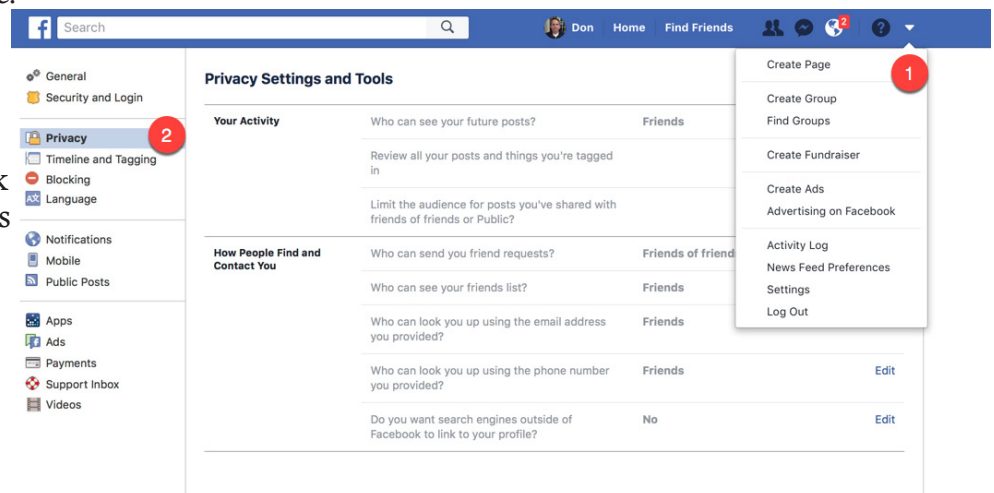 c.
f Search Don Home Find Friends 2 ?
General
Security and Login
Privacy 2
Timeline and Tagging
Blocking
Language
k
s
Notifications
Mobile
Public Posts
Apps
Ads
Payments
Support Inbox
Videos
Privacy Settings and Tools
Your Activity Who can see your future posts? Friends
Review all your posts and things you're tagged
in
Limit the audience for posts you've shared with
friends of friends or Public?
How People Find and
Contact You
Who can send you friend requests? Friends of friend
Who can see your friends list? Friends
Who can look you up using the email address
you provided?
Friends
Who can look you up using the phone number
you provided?
Friends Edit
Do you want search engines outside of
Facebook to link to your profile?
No Edit
Create Page
1
Create Group
Find Groups
Create Fundraiser
Create Ads
Advertising on Facebook
Activity Log
News Feed Preferences
Settings
Log Out